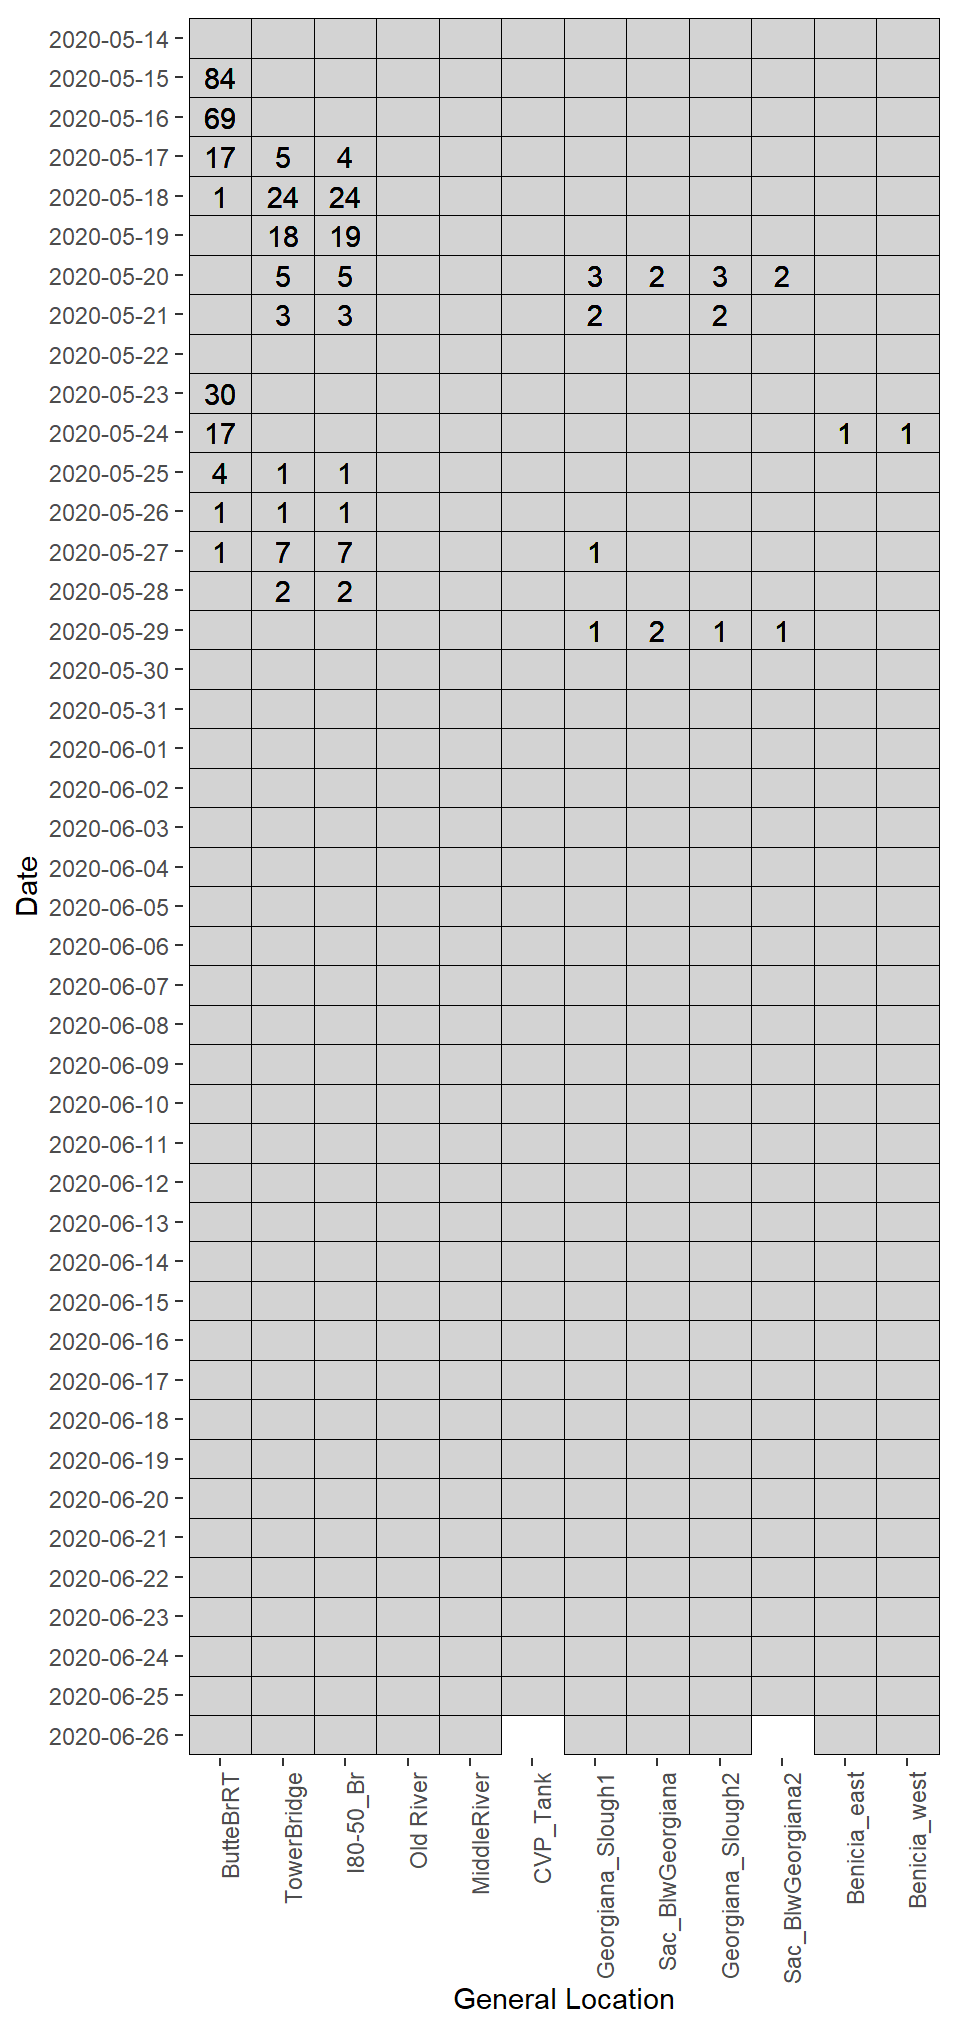 2020-05-14
2020-05-15 84
2020-05-16 69
2020-05-17 17 5 4
2020-05-18 1 24 24
2020-05-19 18 19
2020-05-20 5 5 3 2 3 2
2020-05-21 3 3 2 2
2020-05-22
2020-05-23 30
2020-05-24 17 1 1
2020-05-25 4 1 1
2020-05-26 1 1 1
2020-05-27 1 7 7 1
2020-05-28 2 2
2020-05-29 1 2 1 1
2020-05-30
2020-05-31
2020-06-01
2020-06-02
2020-06-03
2020-06-04
2020-06-05
2020-06-06
2020-06-07
2020-06-08
2020-06-09
2020-06-10
2020-06-11
2020-06-12
2020-06-13
2020-06-14
2020-06-15
2020-06-16
2020-06-17
2020-06-18
2020-06-19
2020-06-20
2020-06-21
2020-06-22
2020-06-23
2020-06-24
2020-06-25
2020-06-26
Date
ButteBrRT
TowerBridge
I80-50_Br
Old River
MiddleRiver
CVP_Tank
Georgiana_Slough1
Sac_BlwGeorgiana
Georgiana_Slough2
Sac_BlwGeorgiana2
Benicia_east
Benicia_west
General Location